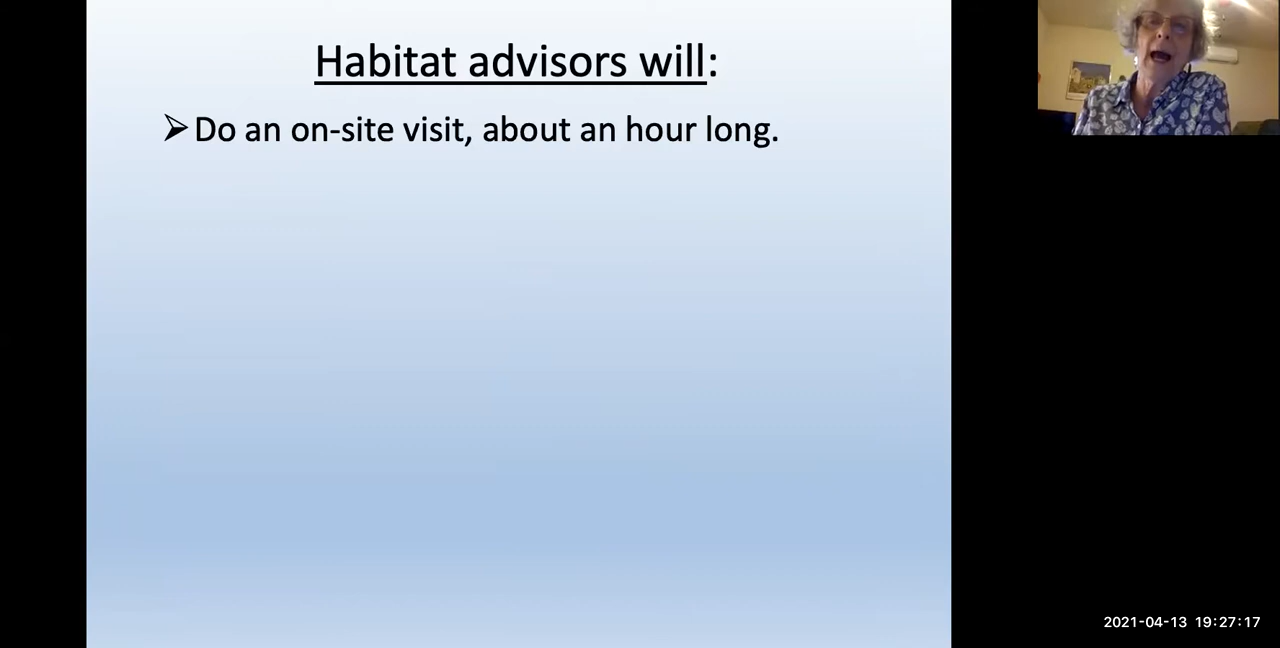 Habitat advisors will:
➢Do an on-site visit, about an hour long.
2021-04-13 19:27:17